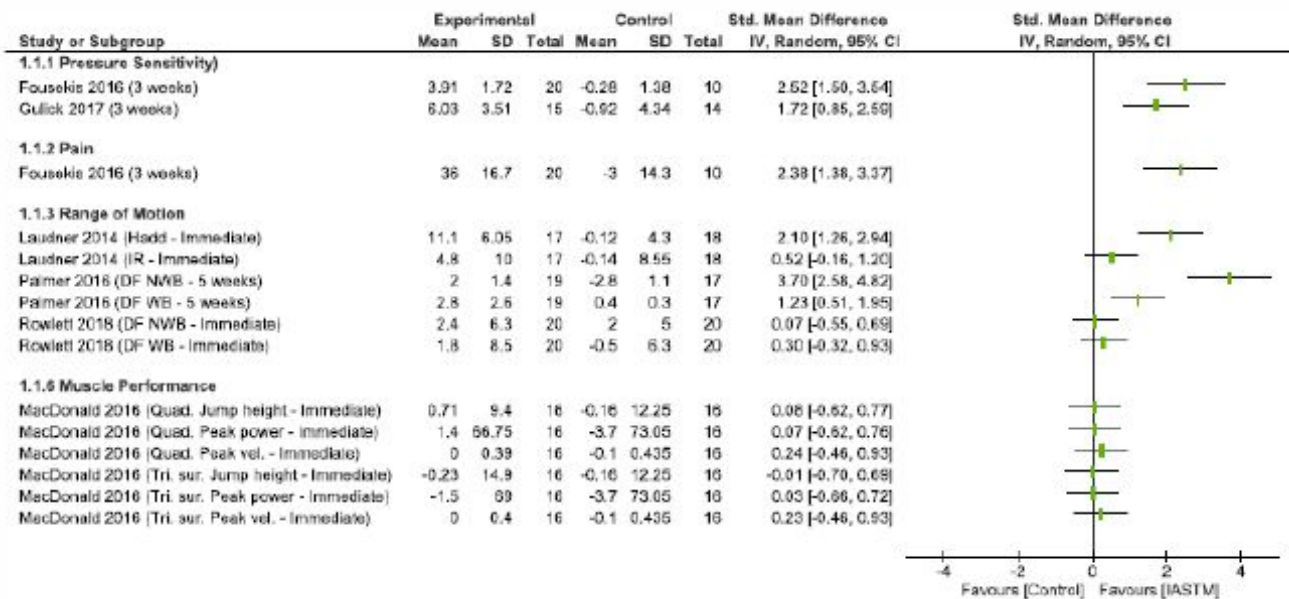 Experimental Control Std. Mean Difference Std. Mean Difference
Study or Subgroup Mean SD Total Mean SD Total IV, Random, 95% CI IV, Random, 95% CI
1.1.1 Pressure Sensitivity)
Fousekis 2016 (3 weeks) 3.91 1.72 20 -0.28 1.38 10 2.52 [1.50, 3.54]
Gulick 2017 (3 weeks) 6.03 3.51 15 -0.92 4.34 14 1.72 [0.85, 2.59]
1.1.2 Pain
Fousekis 2016 (3 weeks) 36 16.7 20 -3 14.3 10 2.38 [1.38, 3.37]
1.1.3 Range of Motion
Laudner 2014 (Hadd - Immediate) 11.1 6.05 17 -0.12 4.3 18 2.10 [1.26, 2.94]
Laudner 2014 (IR - Immediate) 4.8 10 17 -0.14 8.55 18 0.52 [-0.16, 1.20]
Palmer 2016 (DF NWB - 5 weeks) 2 1.4 19 -2.8 1.1 17 3.70 [2.58, 4.82]
Palmer 2016 (DF WB - 5 weeks) 2.8 2.6 19 0.4 0.3 17 1.23 [0.51, 1.95]
Rowlett 2018 (DF NWB - Immediate) 2.4 6.3 20 2 5 20 0.07 [-0.55, 0.69]
Rowlett 2018 (DF WB - Immediate) 1.8 8.5 20 -0.5 6.3 20 0.30 [-0.32, 0.93]
1.1.6 Muscle Performance
MacDonald 2016 (Quad. Jump height - Immediate) 0.71 9.4 16 -0.16 12.25 16 0.08 [-0.62, 0.77]
MacDonald 2016 (Quad. Peak power - Immediate) 1.4 66.75 16 -3.7 73.05 16 0.07 [-0.62, 0.76]
MacDonald 2016 (Quad. Peak vel. - Immediate) 0 0.39 16 -0.1 0.435 16 0.24 [-0.46, 0.93]
MacDonald 2016 (Tri. sur. Jump height - Immediate) -0.23 14.9 16 -0.16 12.25 16 -0.01 [-0.70, 0.69]
MacDonald 2016 (Tri. sur. Peak power - Immediate) -1.5 69 16 -3.7 73.05 16 0.03 [-0.66, 0.72]
MacDonald 2016 (Tri. sur. Peak vel. - Immediate) 0 0.4 16 -0.1 0.435 16 0.23 [-0.46, 0.93]
-4 -2 0 2 4
Favours [Control] Favours [IASTM]